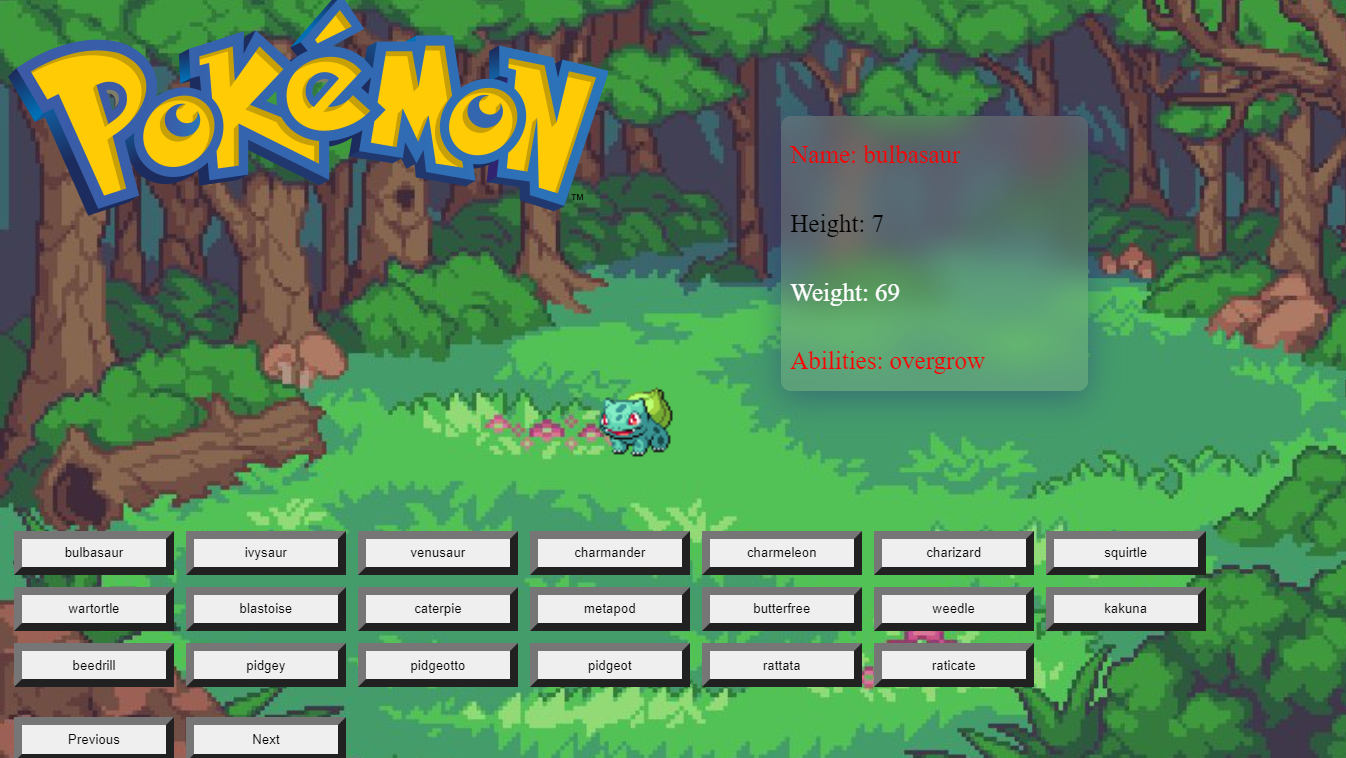 POKéMON
TM
Name: bulbasaur
Height: 7
Weight: 69
Abilities: overgrow
bulbasaur ivysaur venusaur charmander charmeleon charizard squirtle
wartortle blastoise caterpie metapod butterfree weedle kakuna
beedrill pidgey pidgeotto pidgeot rattata raticate
Previous Next